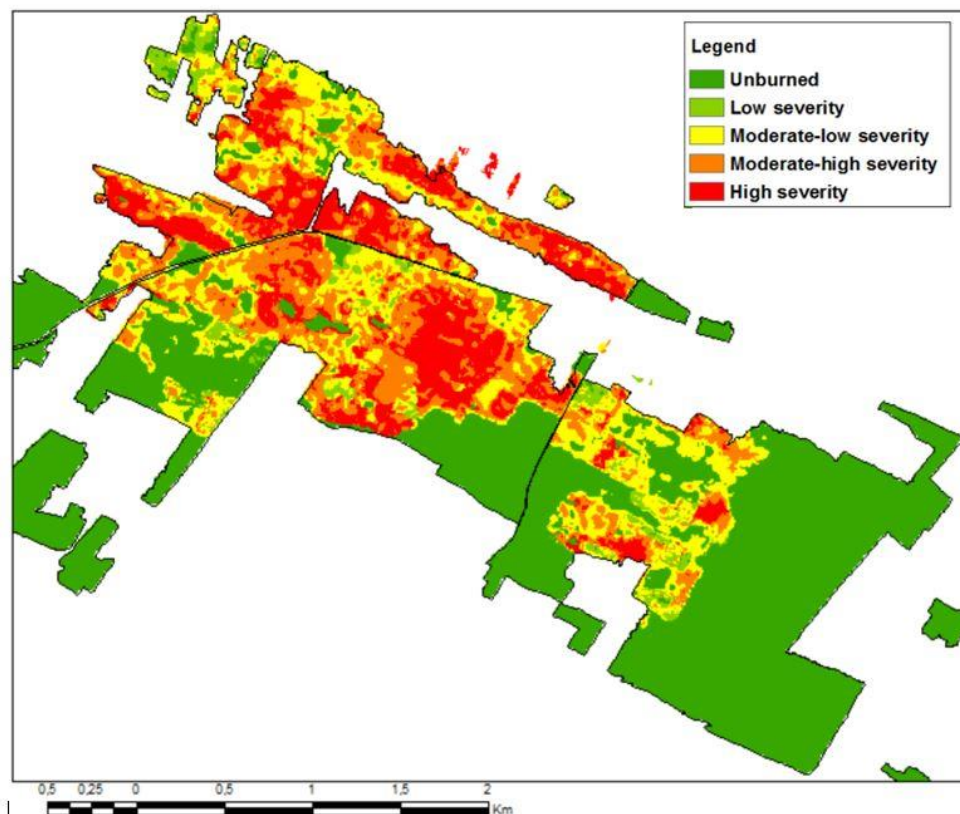 Legend
Unburned
Low severity
Moderate-low severity
Moderate-high severity
High severity
0,5 0,25 0 0,5 1 1,5 2
Km